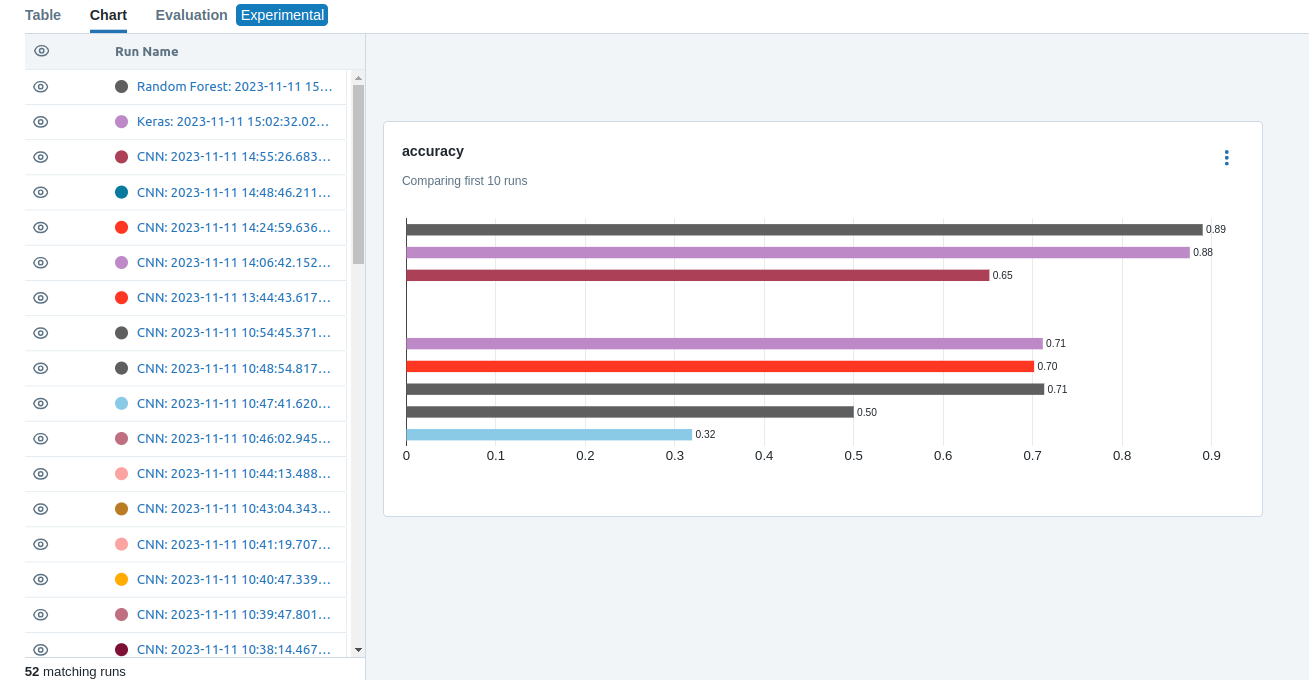 Table Chart Evaluation Experimental
Run Name
Random Forest: 2023-11-11 15...
Keras: 2023-11-11 15:02:32.02...
CNN: 2023-11-11 14:55:26.683...
CNN: 2023-11-11 14:48:46.211...
CNN: 2023-11-11 14:24:59.636...
CNN: 2023-11-11 14:06:42.152...
CNN: 2023-11-11 13:44:43.617...
CNN: 2023-11-11 10:54:45.371...
CNN: 2023-11-11 10:48:54.817...
CNN: 2023-11-11 10:47:41.620...
CNN: 2023-11-11 10:46:02.945...
CNN: 2023-11-11 10:44:13.488...
CNN: 2023-11-11 10:43:04.343...
CNN: 2023-11-11 10:41:19.707...
CNN: 2023-11-11 10:40:47.339...
CNN: 2023-11-11 10:39:47.801...
CNN: 2023-11-11 10:38:14.467...
52 matching runs
accuracy
Comparing first 10 runs
0.89
0.88
0.65
0.71
0.70
0.71
0.50
0.32
0 0.1 0.2 0.3 0.4 0.5 0.6 0.7 0.8 0.9